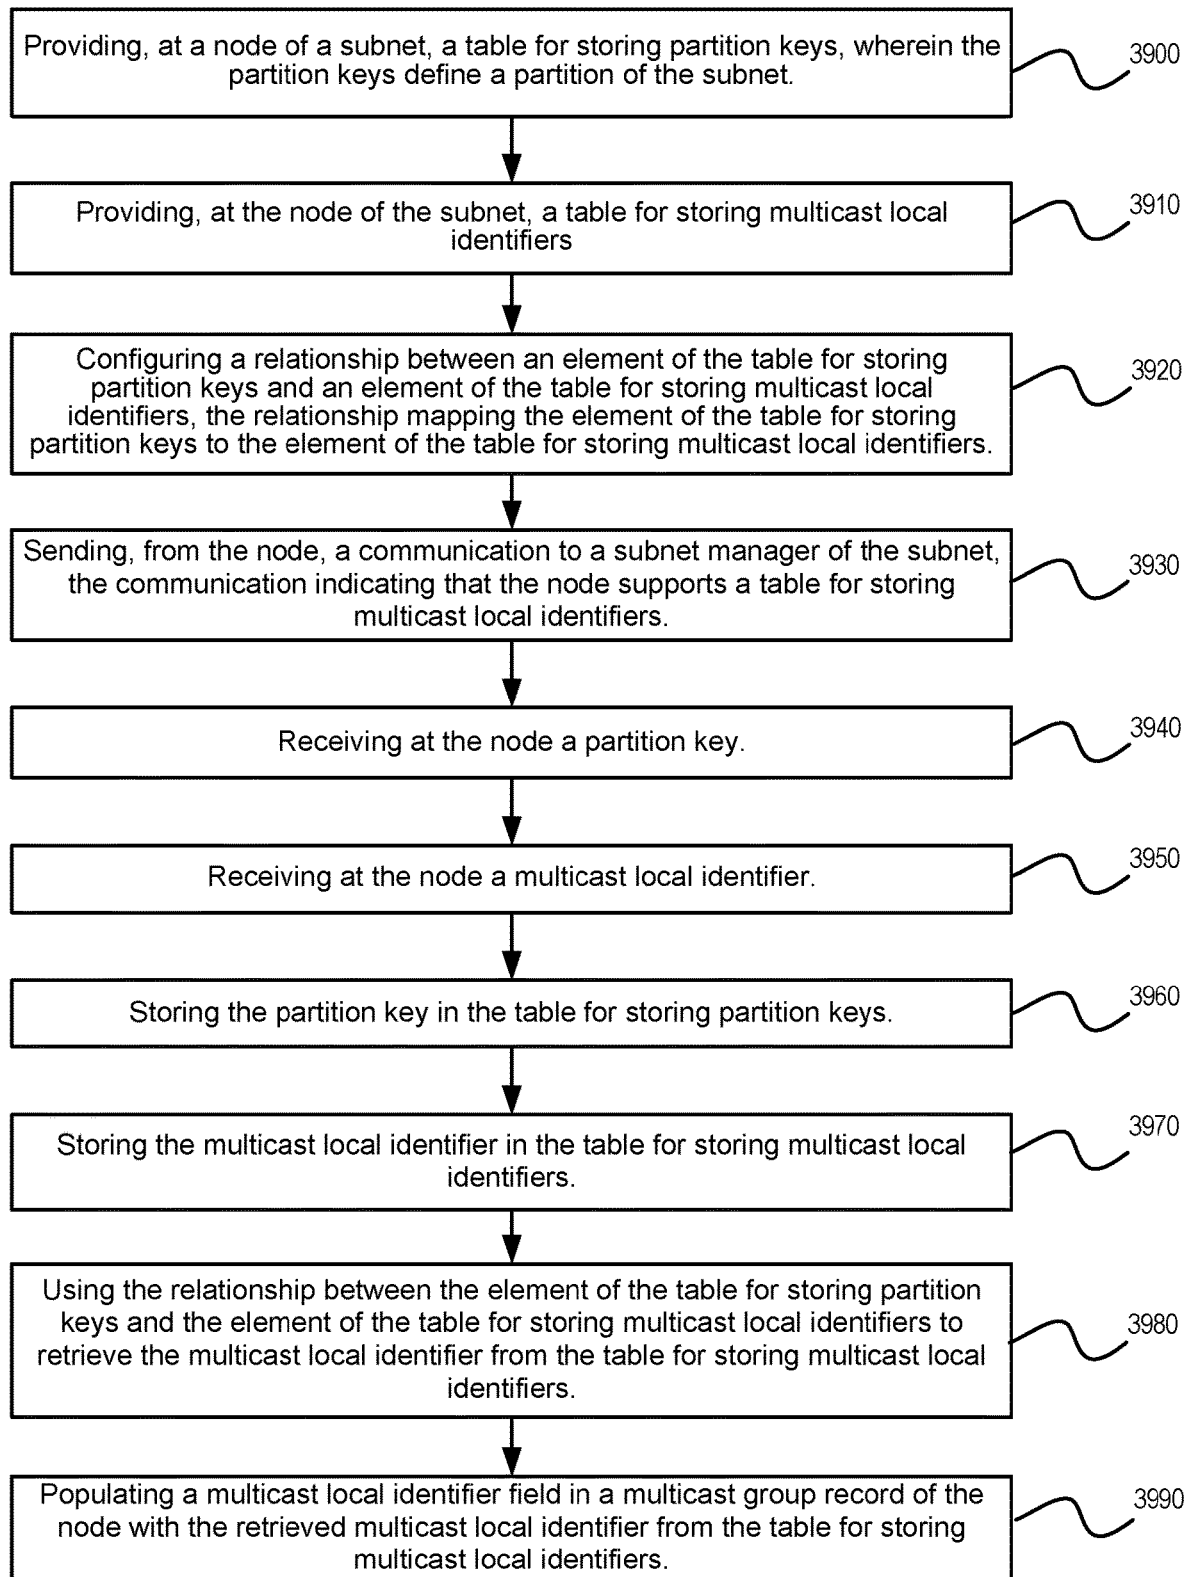 Providing, at a node of a subnet, a table for storing partition keys, wherein the
partition keys define a partition of the subnet.
3900
Providing, at the node of the subnet, a table for storing multicast local
identifiers
3910
Configuring a relationship between an element of the table for storing
partition keys and an element of the table for storing multicast local
identifiers, the relationship mapping the element of the table for storing
partition keys to the element of the table for storing multicast local identifiers.
3920
Sending, from the node, a communication to a subnet manager of the subnet,
the communication indicating that the node supports a table for storing
multicast local identifiers.
3930
Receiving at the node a partition key.
3940
Receiving at the node a multicast local identifier.
3950
Storing the partition key in the table for storing partition keys.
3960
Storing the multicast local identifier in the table for storing multicast local
identifiers.
3970
Using the relationship between the element of the table for storing partition
keys and the element of the table for storing multicast local identifiers to
retrieve the multicast local identifier from the table for storing multicast local
identifiers.
3980
Populating a multicast local identifier field in a multicast group record of the
node with the retrieved multicast local identifier from the table for storing
multicast local identifiers.
3990